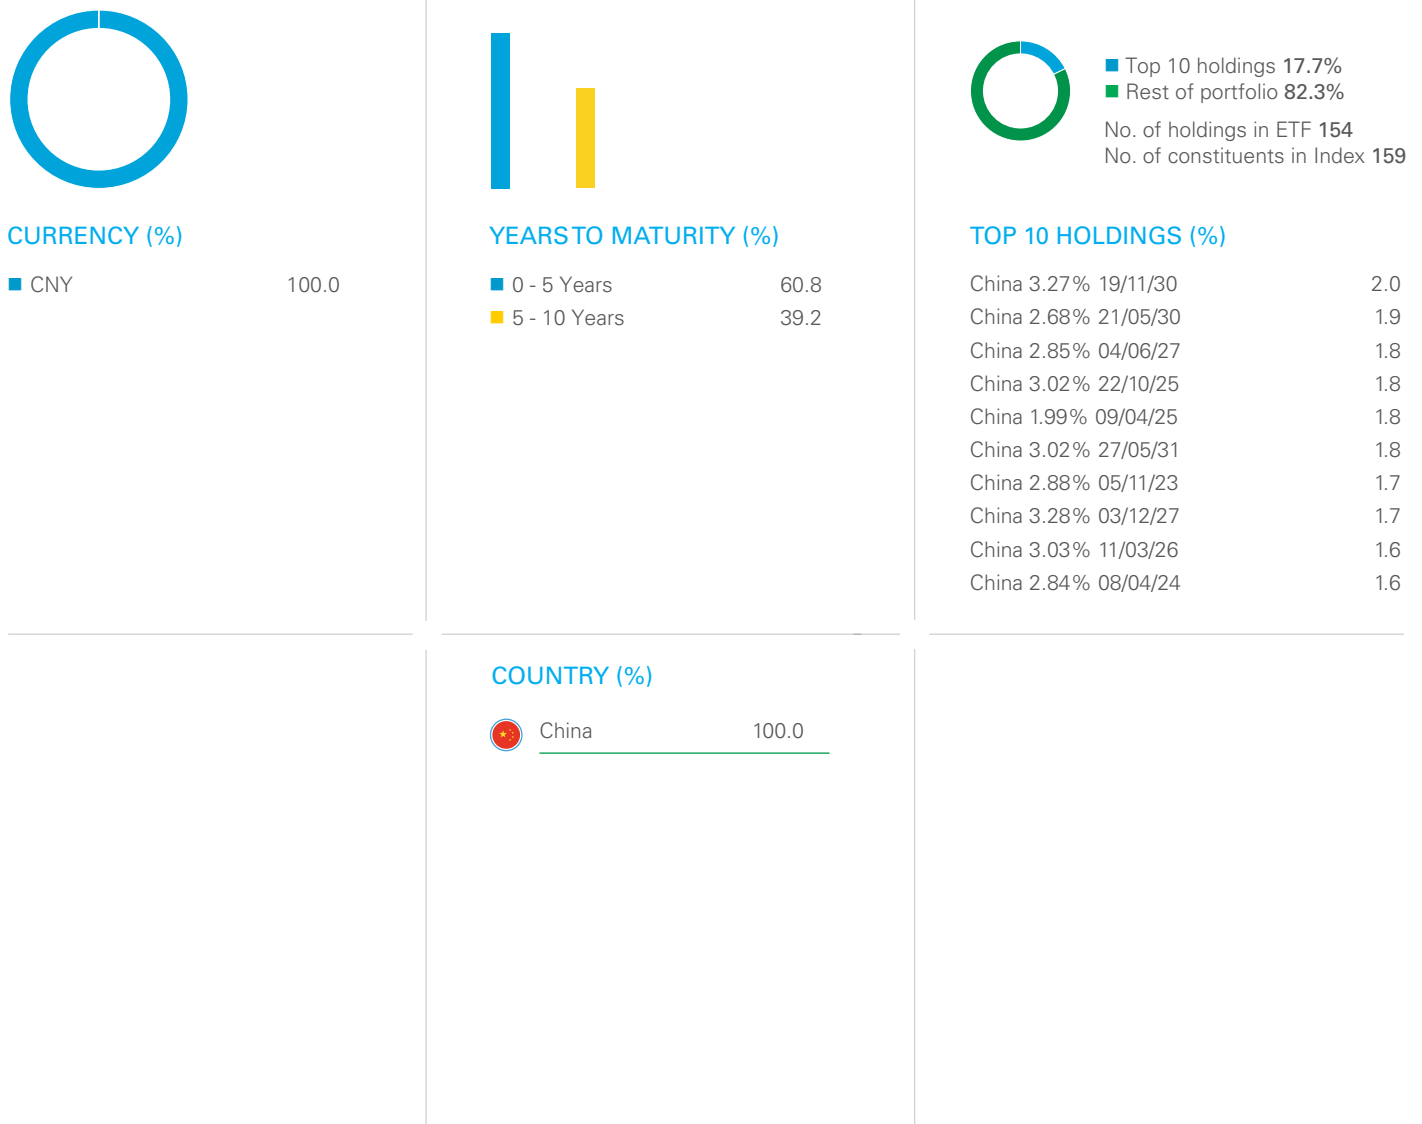 CURRENCY (%)
CNY 100.0
YEARS TO MATURITY (%)
0 - 5 Years 60.8
5 - 10 Years 39.2
Top 10 holdings 17.7%
Rest of portfolio 82.3%
No. of holdings in ETF 154
No. of constituents in Index 159
TOP 10 HOLDINGS (%)
China 3.27% 19/11/30 2.0
China 2.68% 21/05/30 1.9
China 2.85% 04/06/27 1.8
China 3.02% 22/10/25 1.8
China 1.99% 09/04/25 1.8
China 3.02% 27/05/31 1.8
China 2.88% 05/11/23 1.7
China 3.28% 03/12/27 1.7
China 3.03% 11/03/26 1.6
China 2.84% 08/04/24 1.6
COUNTRY (%)
China 100.0